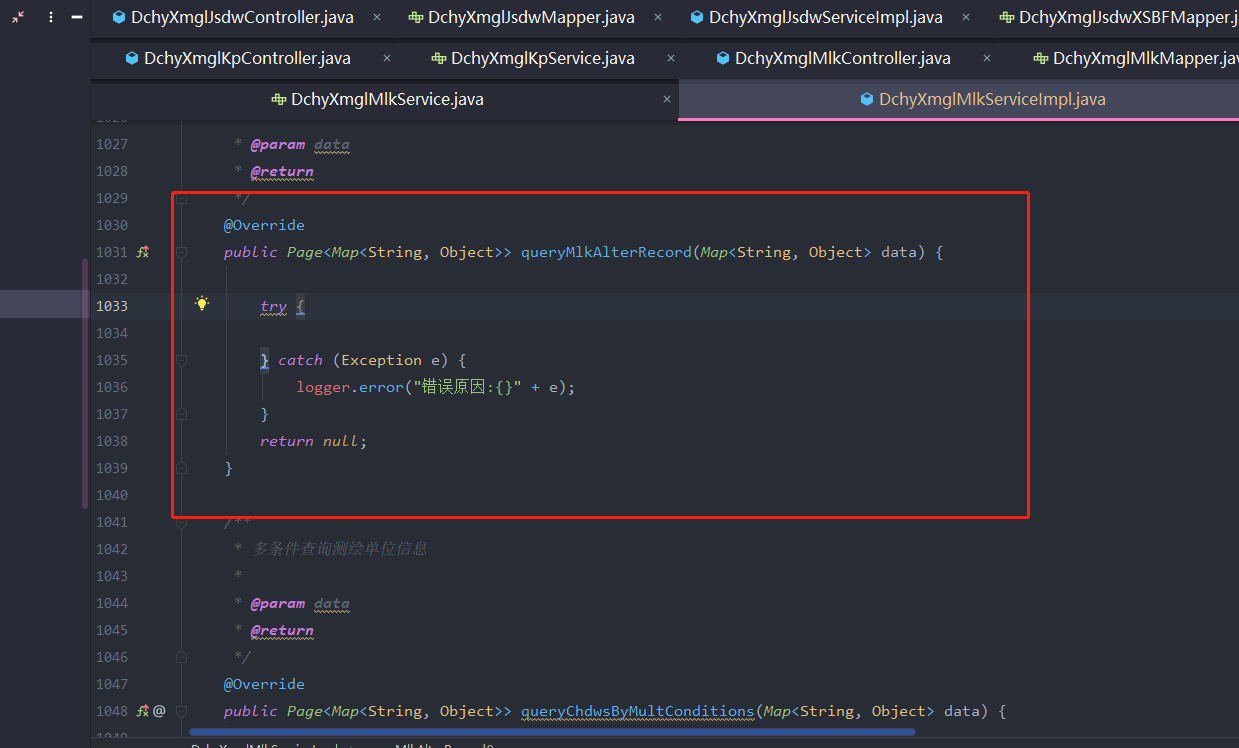 DchyXmglJsdwController.java × DchyXmglJsdwMapper.java × DchyXmglJsdwServiceImpl.java × DchyXmglJsdwXSBFMapper.j
DchyXmglKpController.java × DchyXmglKpService.java × DchyXmglMlkController.java × DchyXmglMlkMapper.jav
DchyXmglMlkService.java × DchyXmglMlkServiceImpl.java
1027 * @param data
1028 * @return
1029 */
1030 @Override
1031 public Page<Map<String, Object>> queryMlkAlterRecord(Map<String, Object> data) {
1032
1033 try {
1034
1035 } catch (Exception e) {
1036 logger.error("错误原因:{}" + e);
1037 }
1038 return null;
1039 }
1040
1041 /**
1042 * 多条件查询测绘单位信息
1043 *
1044 * @param data
1045 * @return
1046 */
1047 @Override
1048 @ public Page<Map<String, Object>> queryChdwsByMultConditions(Map<String, Object> data) {